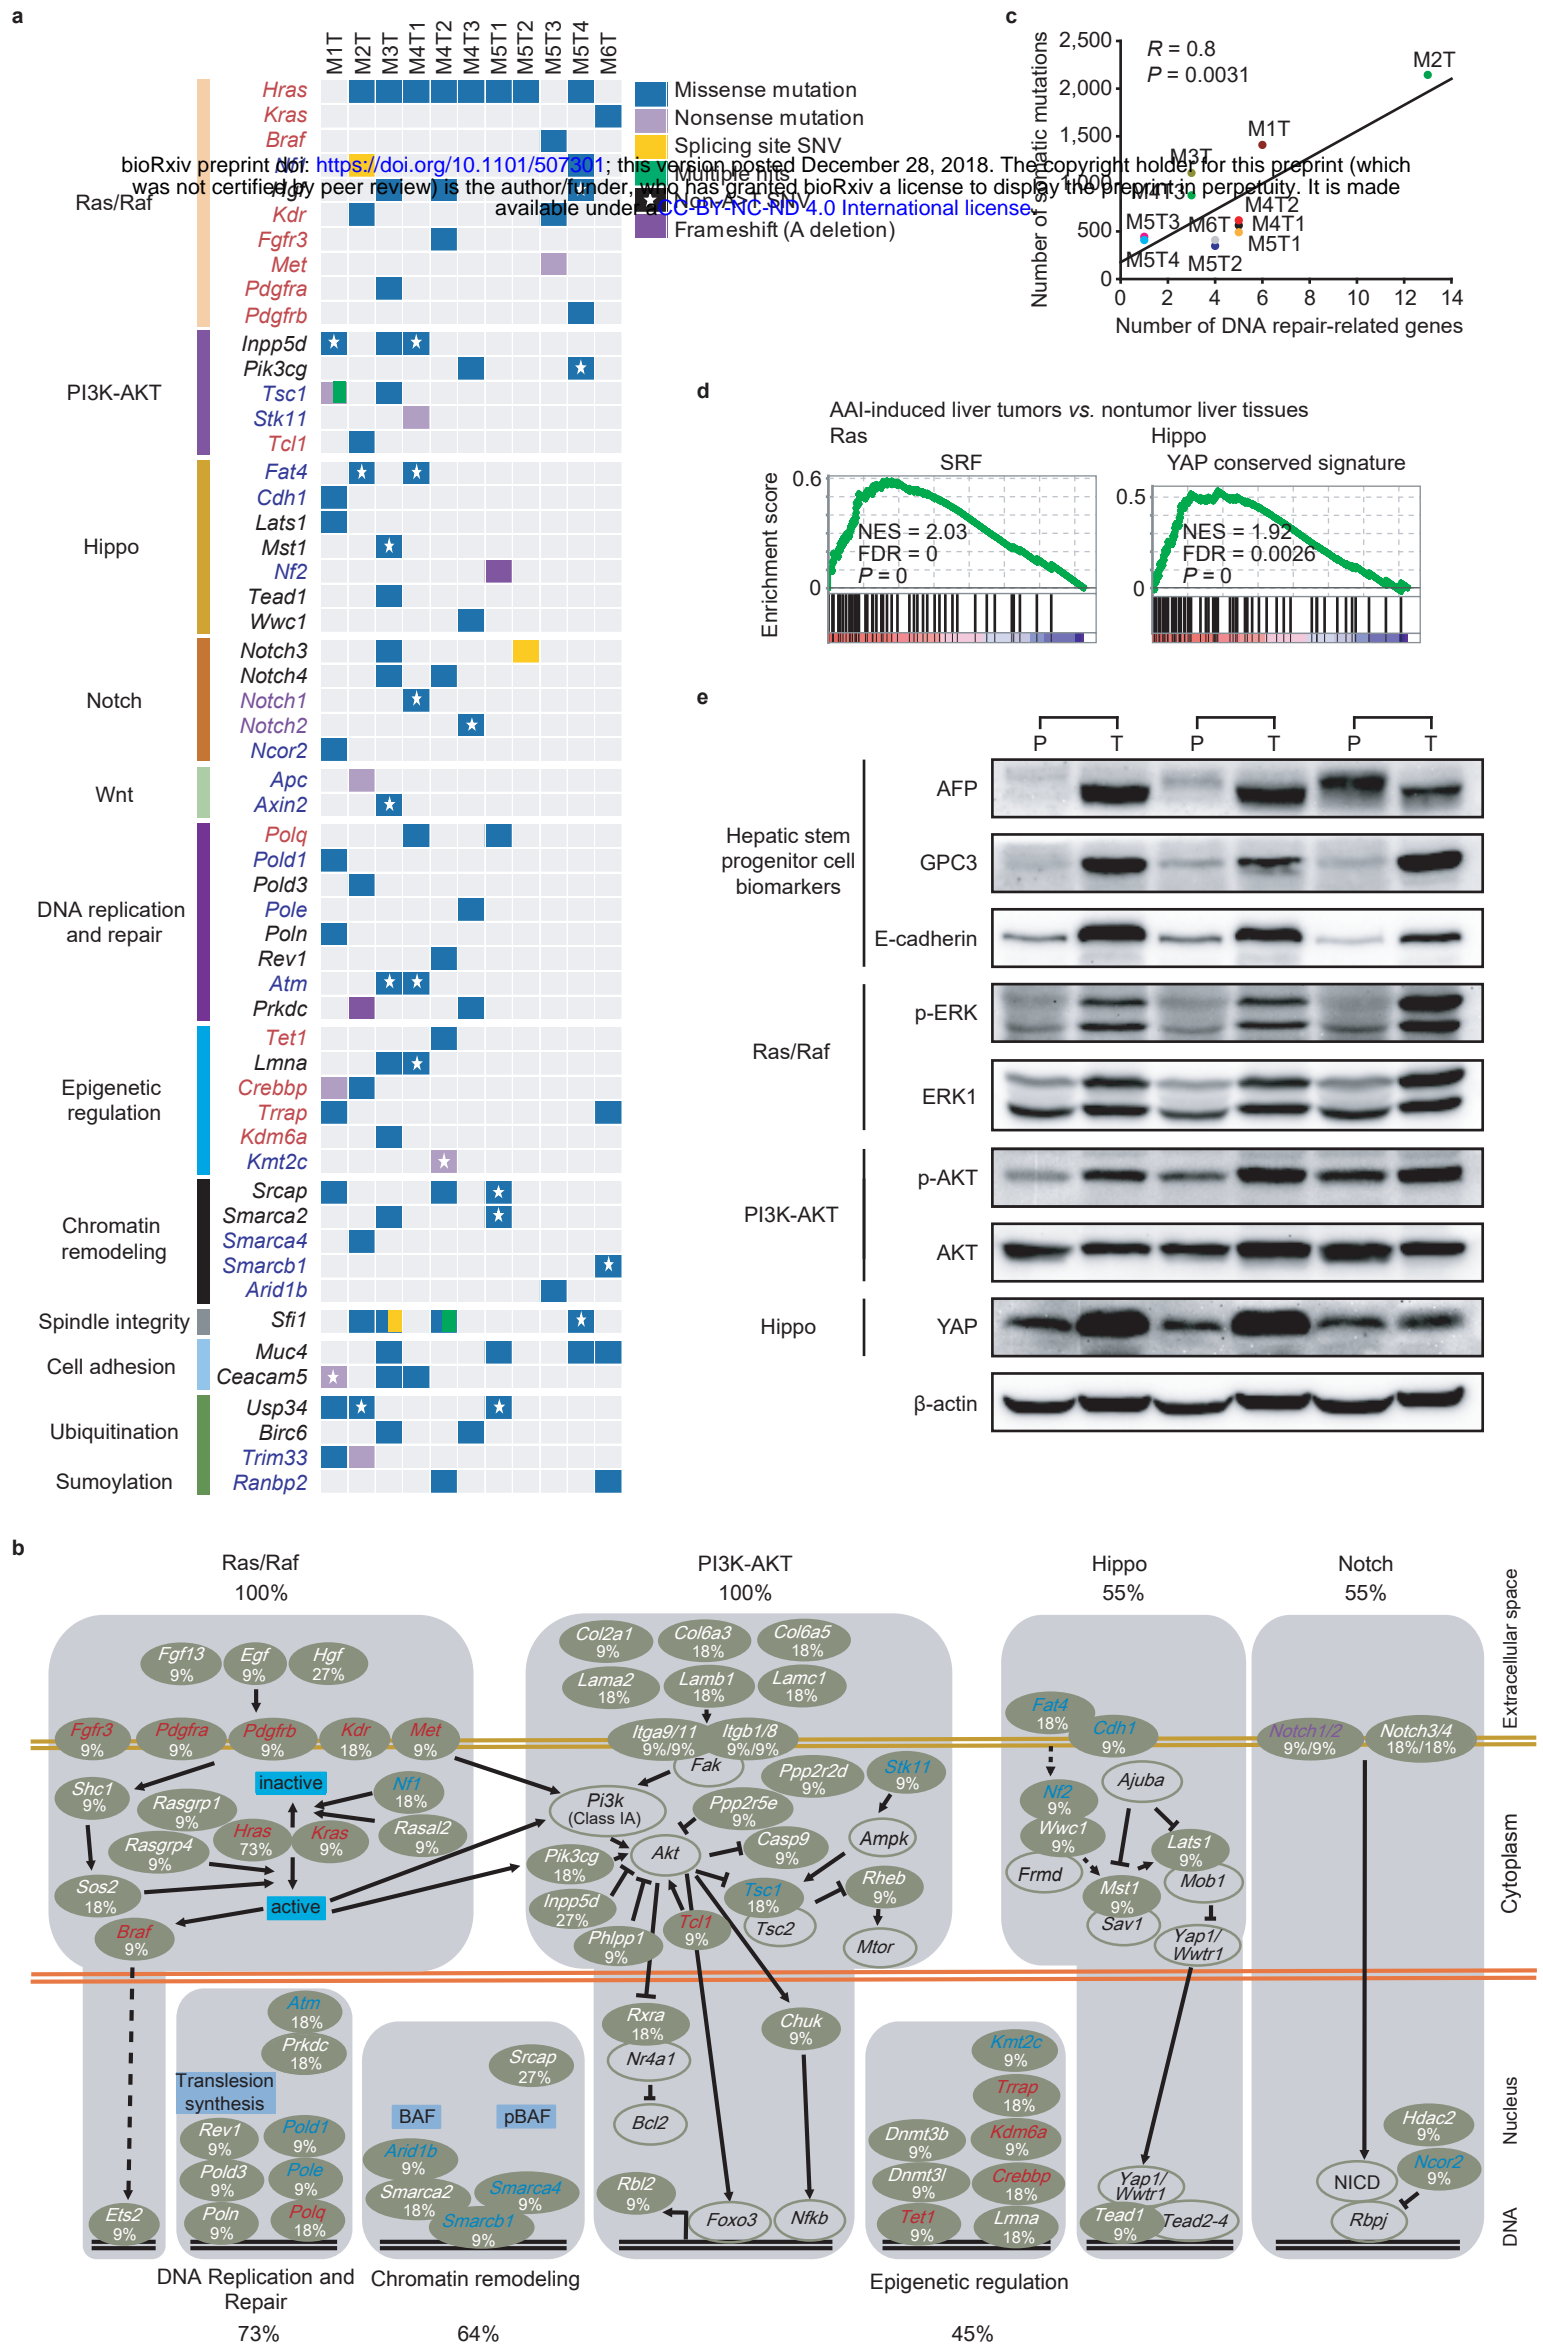 a
M1T M2T M3T M4T1 M4T2 M4T3 M5T1 M5T2 M5T3 M5T4 M6T
Ras/Raf
Hras
Kras
Braf
Nf1
Hgf
Kdr
Fgfr3
Met
Pdgfra
Pdgfrb
PI3K-AKT
Inpp5d
Pik3cg
Tsc1
Stk11
Tcl1
Hippo
Fat4
Cdh1
Lats1
Mst1
Nf2
Tead1
Wwc1
Notch
Notch3
Notch4
Notch1
Notch2
Ncor2
Wnt
Apc
Axin2
DNA replication
and repair
Polq
Pold1
Pold3
Pole
Poln
Rev1
Atm
Prkdc
Epigenetic
regulation
Tet1
Lmna
Crebbp
Trrap
Kdm6a
Kmt2c
Chromatin
remodeling
Srcap
Smarca2
Smarca4
Smarcb1
Arid1b
Spindle integrity
Sfi1
Cell adhesion
Muc4
Ceacam5
Ubiquitination
Usp34
Birc6
Trim33
Sumoylation
Ranbp2
Missense mutation
Nonsense mutation
Splicing site SNV
Multiple hits
Non-A>T SNV
Frameshift (A deletion)
bioRxiv preprint doi: https://doi.org/10.1101/507301; this version posted December 28, 2018. The copyright holder for this preprint (which
was not certified by peer review) is the author/funder, who has granted bioRxiv a license to display the preprint in perpetuity. It is made
available under aCC-BY-NC-ND 4.0 International license.
c
Number of somatic mutations
2,500
2,000
1,500
1,000
500
0
R = 0.8
P = 0.0031
M2T
M1T
M3T
M4T3
M4T2
M5T3
M6T
M4T1
M5T1
M5T4
M5T2
0 2 4 6 8 10 12 14
Number of DNA repair-related genes
d
AAI-induced liver tumors vs. nontumor liver tissues
Ras
Hippo
SRF
YAP conserved signature
Enrichment score
0.6
0
NES = 2.03
FDR = 0
P = 0
0.5
0
NES = 1.92
FDR = 0.0026
P = 0
e
P T P T P T
Hepatic stem
progenitor cell
biomarkers
AFP
GPC3
E-cadherin
Ras/Raf
p-ERK
ERK1
PI3K-AKT
p-AKT
AKT
Hippo
YAP
β-actin
b
Ras/Raf
100%
PI3K-AKT
100%
Hippo
55%
Notch
55%
Extracellular space
Cytoplasm
Nucleus
DNA
Fgf13
9%
Egf
9%
Hgf
27%
Fgfr3
9%
Pdgfra
9%
Pdgfrb
9%
Kdr
18%
Met
9%
Shc1
9%
inactive
Nf1
18%
Rasgrp1
9%
Hras
73%
Kras
9%
Rasal2
9%
Rasgrp4
9%
Sos2
18%
active
Braf
9%
Ets2
9%
Col2a1
9%
Col6a3
18%
Col6a5
18%
Lama2
18%
Lamb1
18%
Lamc1
18%
Itga9/11
9%/9%
Itgb1/8
9%/9%
Fak
Ppp2r2d
9%
Stk11
9%
Pi3k
(Class IA)
Ppp2r5e
9%
Ampk
Akt
Casp9
9%
Pik3cg
18%
Tsc1
18%
Rheb
9%
Inpp5d
27%
Tcl1
9%
Tsc2
Phlpp1
9%
Mtor
Rxra
18%
Nr4a1
Chuk
9%
Bcl2
Rbl2
9%
Foxo3
Nfkb
Fat4
18%
Cdh1
9%
Nf2
9%
Ajuba
Wwc1
9%
Lats1
9%
Frmd
Mst1
9%
Mob1
Sav1
Yap1/
Wwtr1
Yap1/
Wwtr1
Tead1
9%
Tead2-4
Notch1/2
9%/9%
Notch3/4
18%/18%
Hdac2
9%
NICD
Ncor2
9%
Rbpj
Atm
18%
Prkdc
18%
Translesion
synthesis
Rev1
9%
Pold1
9%
Pold3
9%
Pole
9%
Poln
9%
Polq
18%
DNA Replication and
Repair
73%
Srcap
27%
BAF
pBAF
Arid1b
9%
Smarca2
18%
Smarca4
9%
Smarcb1
9%
Chromatin remodeling
64%
Kmt2c
9%
Trrap
18%
Dnmt3b
9%
Kdm6a
9%
Dnmt3l
9%
Crebbp
18%
Tet1
9%
Lmna
18%
Epigenetic regulation
45%